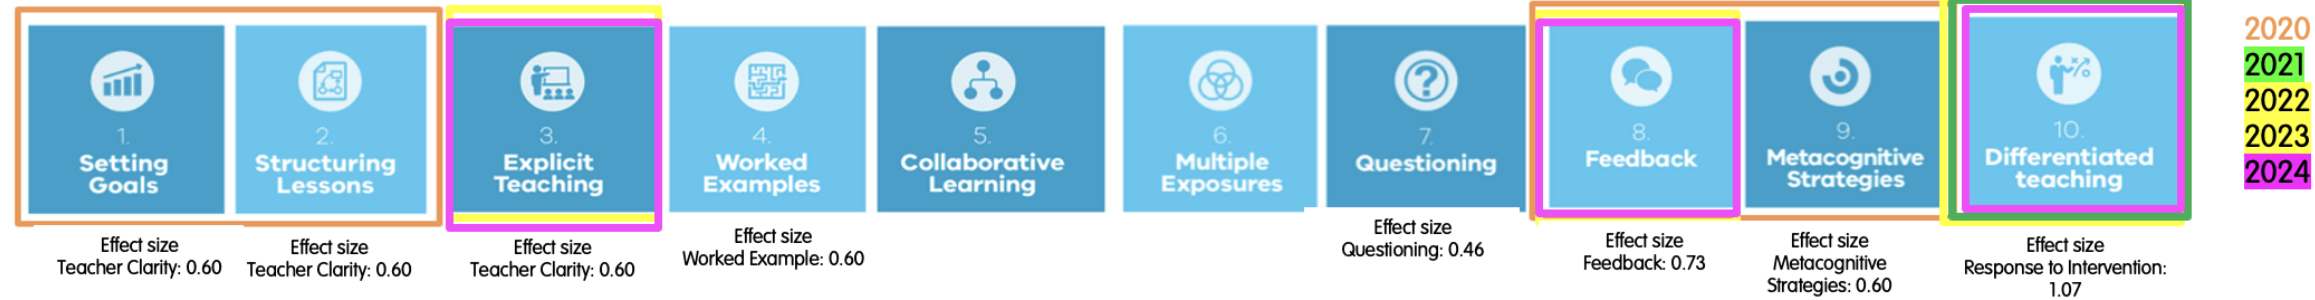 1.
Setting
Goals
2.
Structuring
Lessons
3.
Explicit
Teaching
4.
Worked
Examples
5.
Collaborative
Learning
6.
Multiple
Exposures
7.
Questioning
8.
Feedback
9.
Metacognitive
Strategies
10.
Differentiated
teaching
2020
2021
2022
2023
2024
Effect size
Teacher Clarity: 0.60
Effect size
Teacher Clarity: 0.60
Effect size
Teacher Clarity: 0.60
Effect size
Worked Example: 0.60
Effect size
Questioning: 0.46
Effect size
Feedback: 0.73
Effect size
Metacognitive
Strategies: 0.60
Effect size
Response to Intervention:
1.07